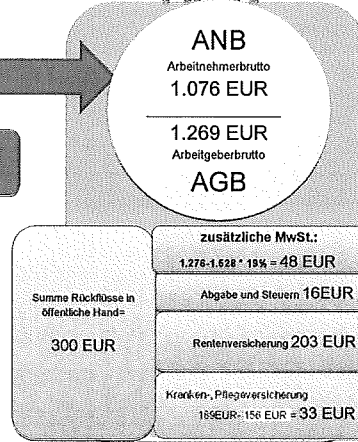 ANB
Arbeitnehmerbrutto
1.076 EUR
1.269 EUR
Arbeitgeberbrutto
AGB
zusätzliche MwSt.:
1.276-1.528 * 19% = 48 EUR
Summe Rückflüsse in
öffentliche Hand=
300 EUR
Abgabe und Steuern 16EUR
Rentenversicherung 203 EUR
Kranken-, Pflegeversicherung
189EUR- 156 EUR = 33 EUR